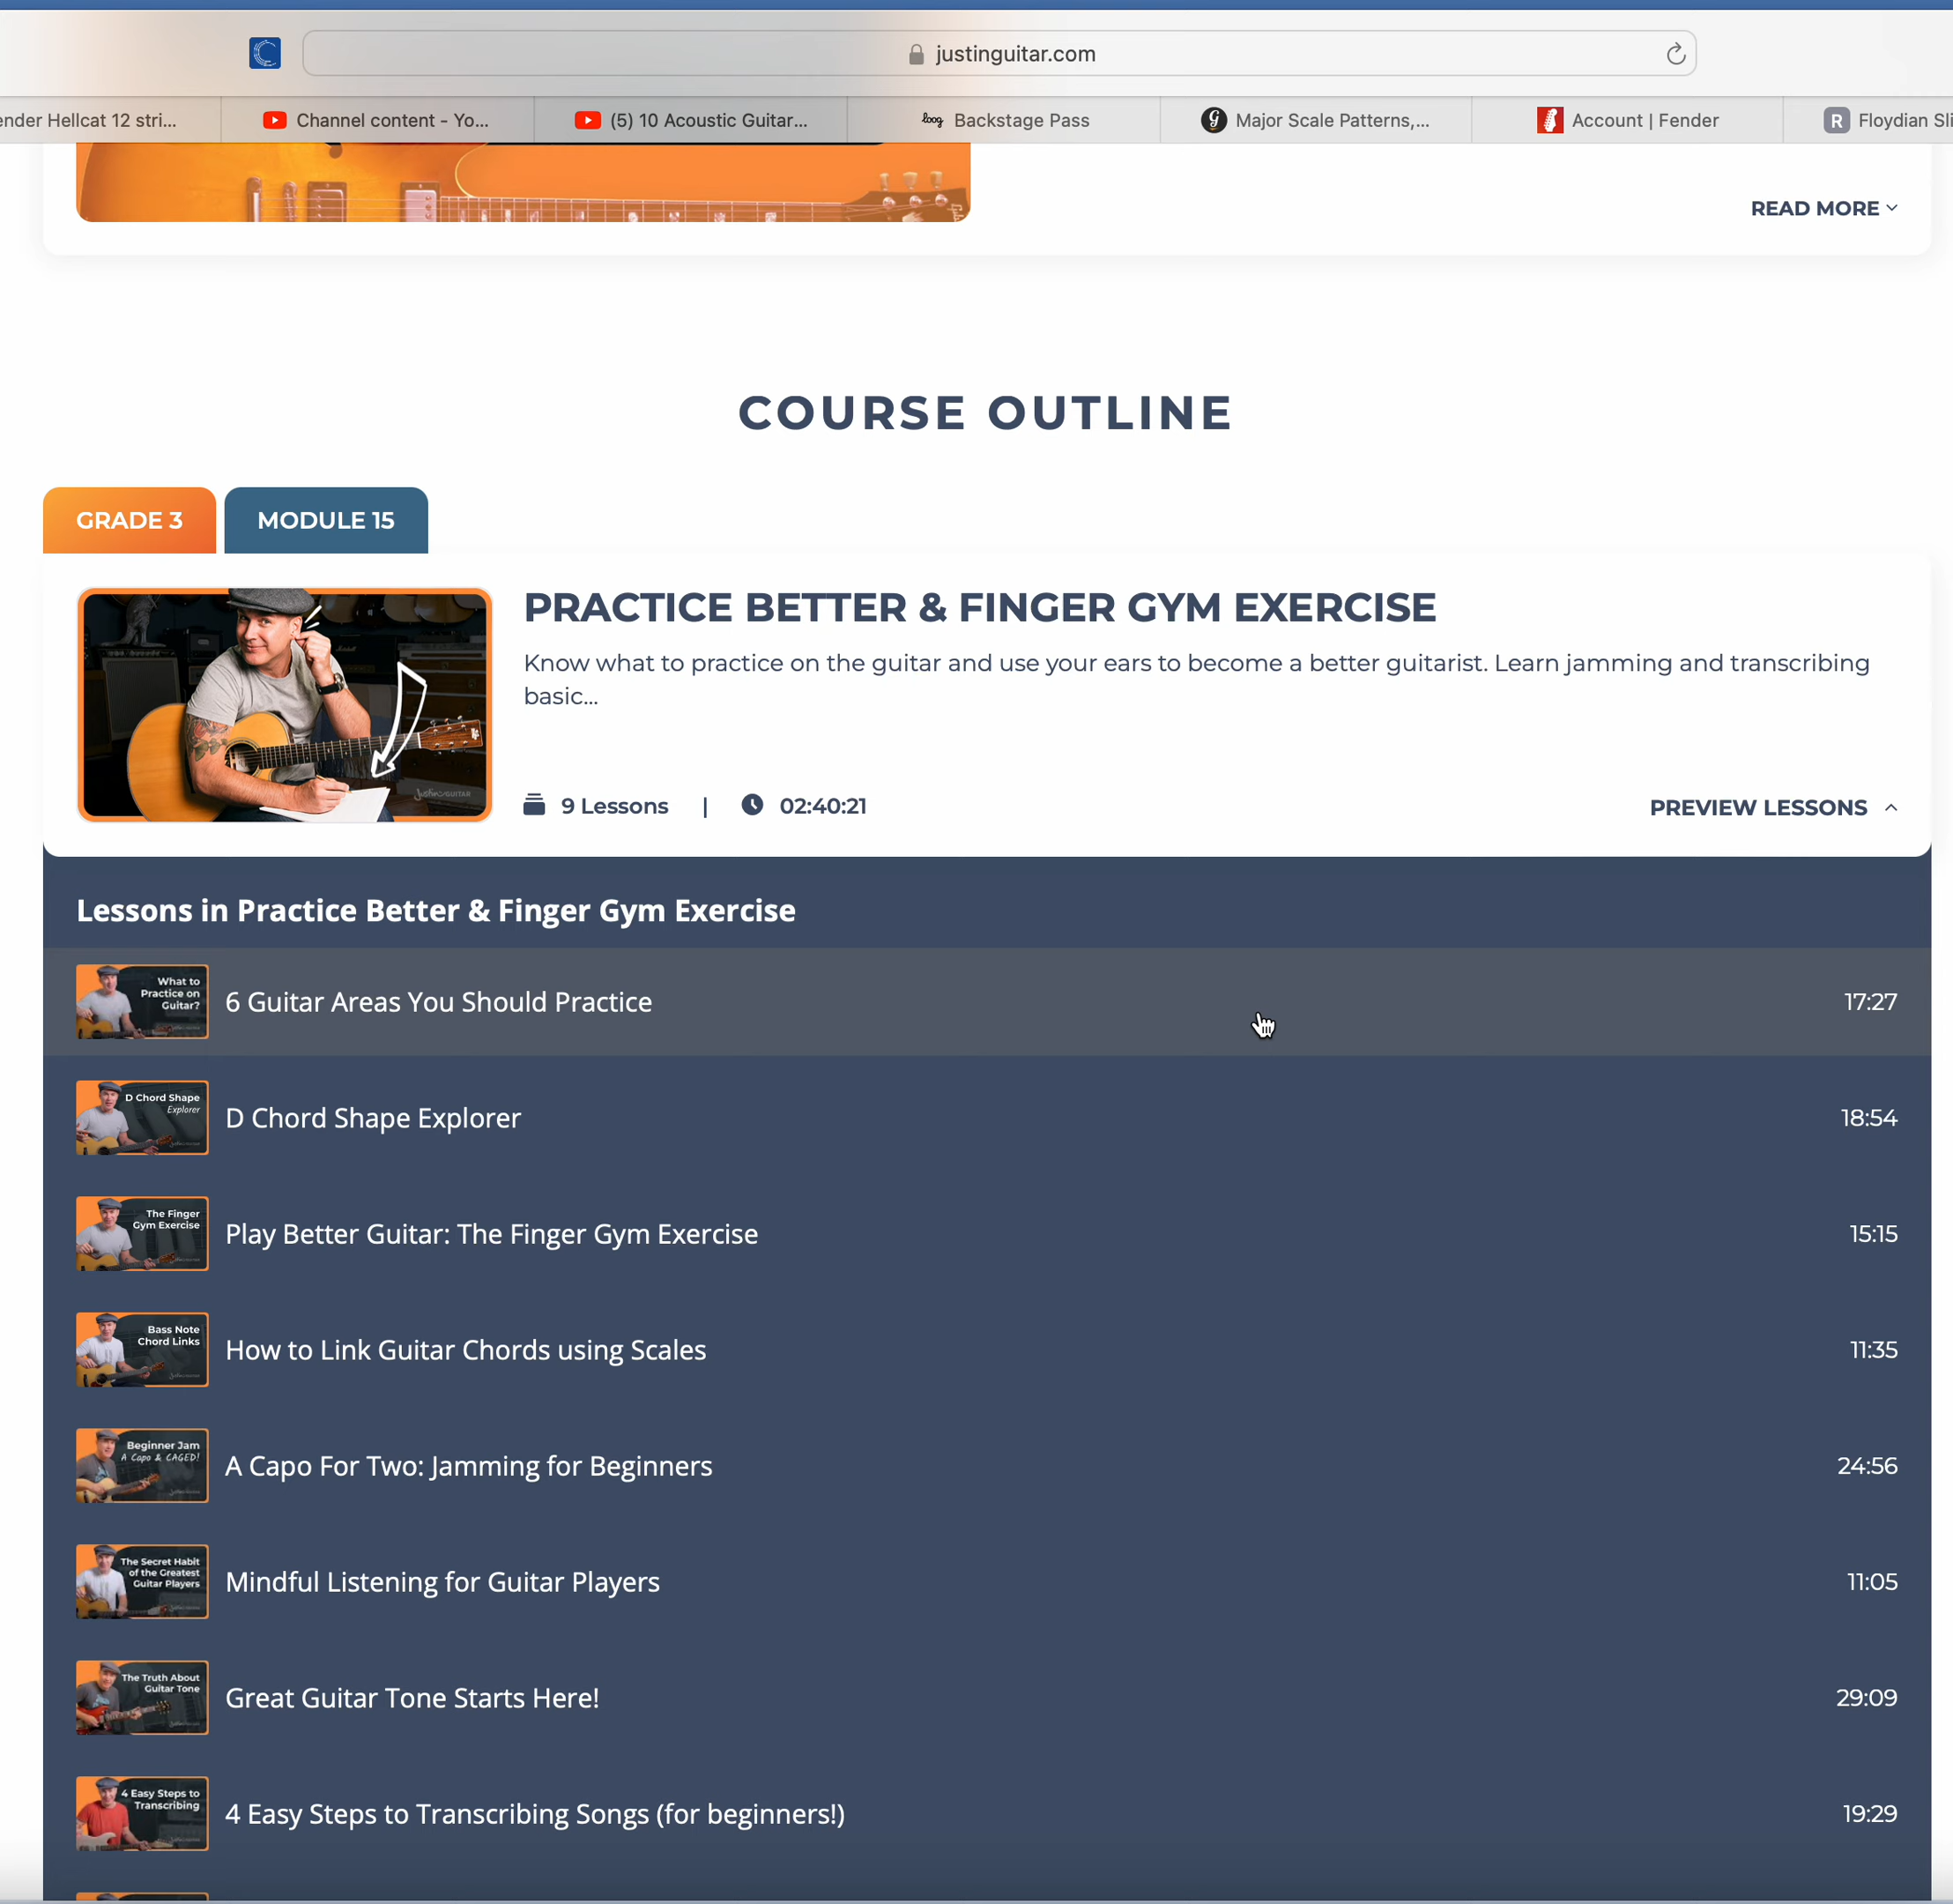 justinguitar.com
ender Hellcat 12 stri...
Channel content - Yo...
(5) 10 Acoustic Guitar...
loog
Backstage Pass
Major Scale Patterns,...
Account | Fender
R
Floydian Sli
READ MORE
COURSE OUTLINE
GRADE 3
MODULE 15
PRACTICE BETTER & FINGER GYM EXERCISE
Know what to practice on the guitar and use your ears to become a better guitarist. Learn jamming and transcribing
basic...
JustinGUITAR
9 Lessons | 02:40:21
PREVIEW LESSONS
Lessons in Practice Better & Finger Gym Exercise
What to
Practice on
Guitar?
6 Guitar Areas You Should Practice
17:27
D Chord Shape
Explorer
D Chord Shape Explorer
18:54
The Finger
Gym Exercise
Play Better Guitar: The Finger Gym Exercise
15:15
Bass Note
Chord Links
How to Link Guitar Chords using Scales
11:35
Beginner Jam
A Capo & CAGED!
A Capo For Two: Jamming for Beginners
24:56
The Secret Habit
of the Greatest
Guitar Players
Mindful Listening for Guitar Players
11:05
The Truth About
Guitar Tone
Great Guitar Tone Starts Here!
29:09
4 Easy Steps to
Transcribing
4 Easy Steps to Transcribing Songs (for beginners!)
19:29